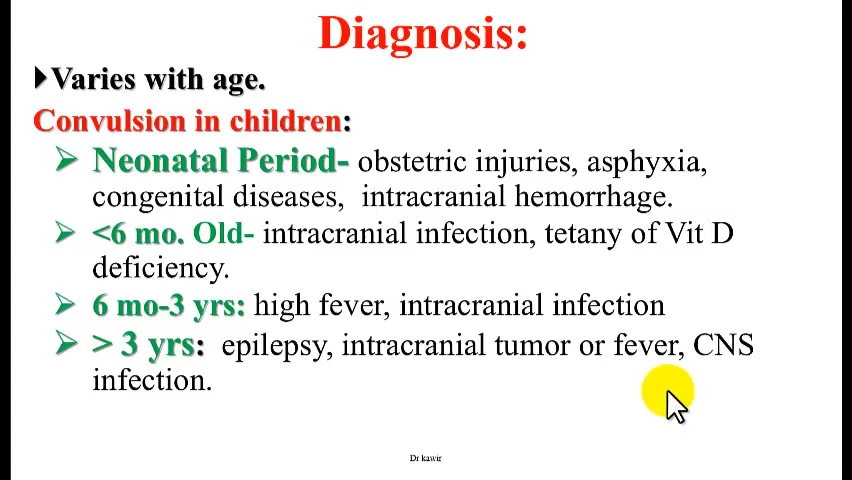 Diagnosis:
Varies with age.
Convulsion in children:
Neonatal Period- obstetric injuries, asphyxia,
congenital diseases, intracranial hemorrhage.
<6 mo. Old- intracranial infection, tetany of Vit D
deficiency.
6 mo-3 yrs: high fever, intracranial infection
> 3 yrs: epilepsy, intracranial tumor or fever, CNS
infection.
Dr kawir